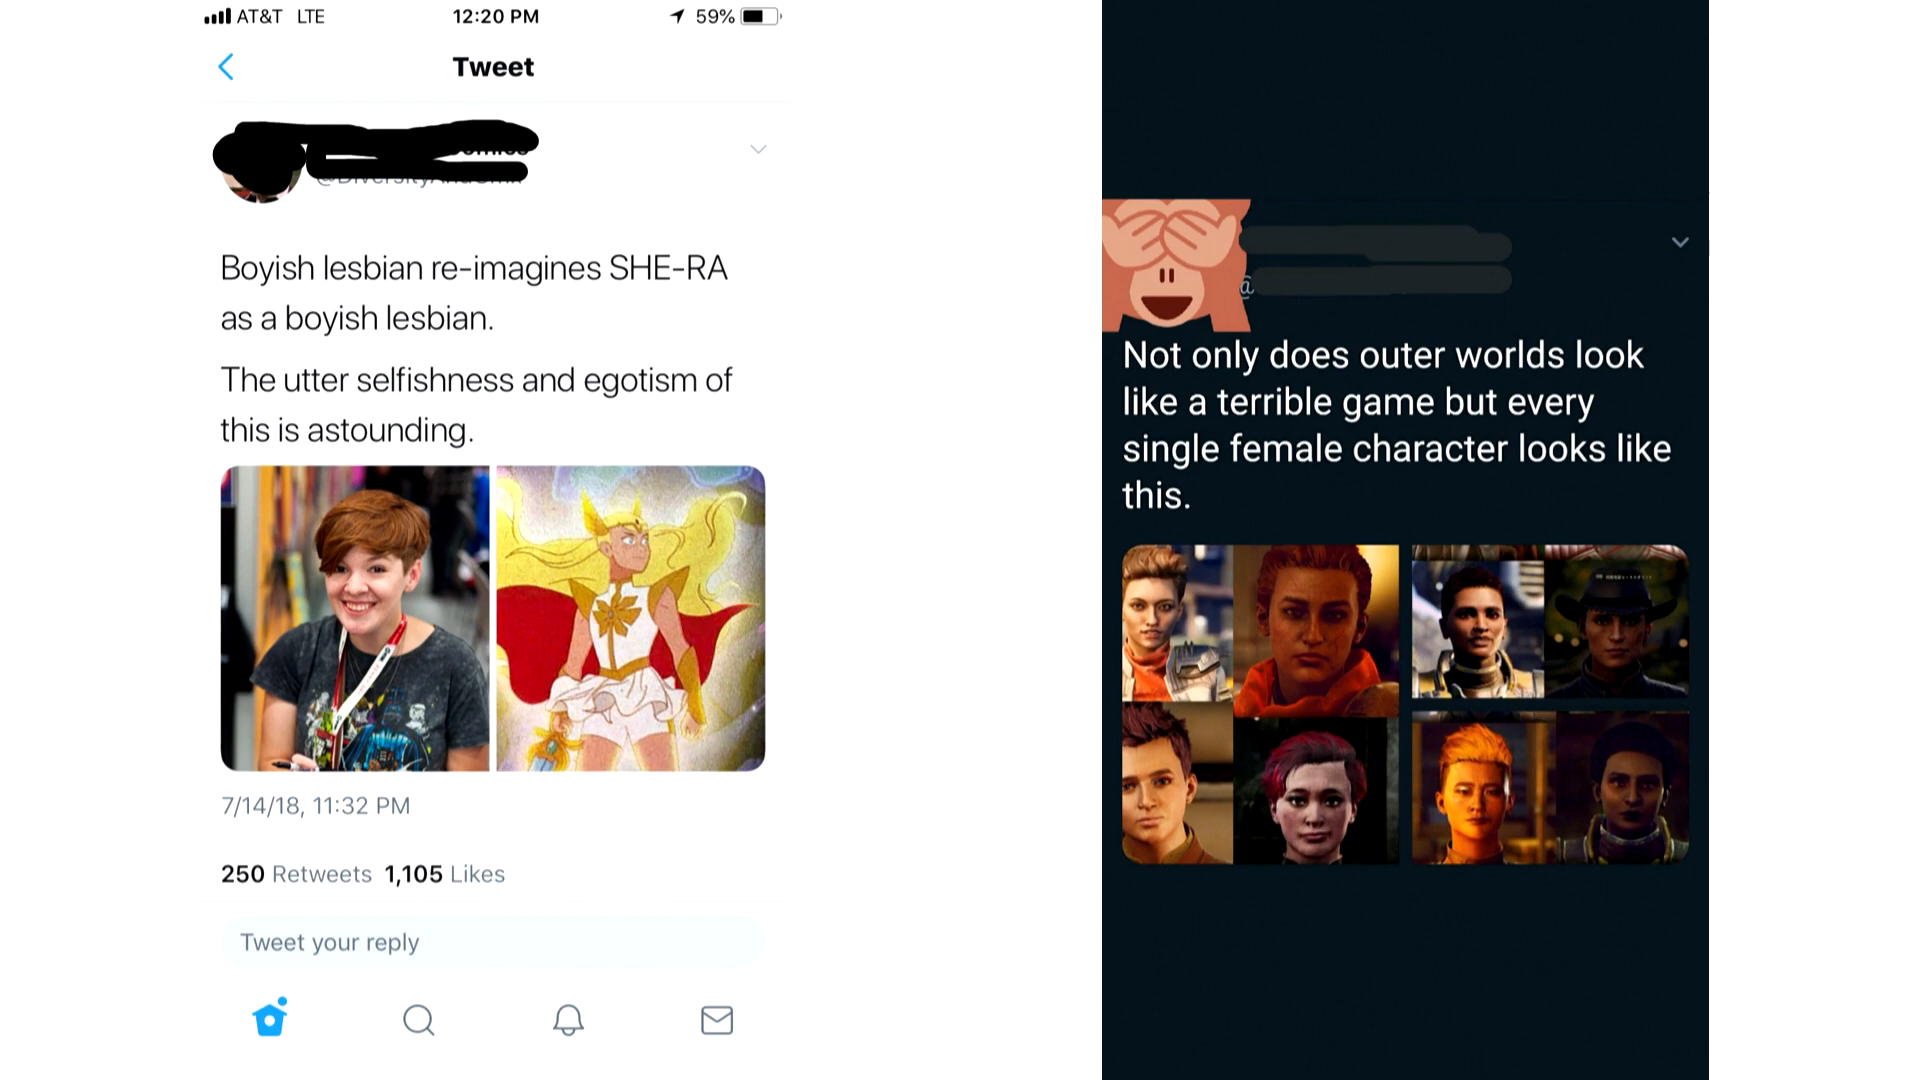 AT&T LTE 12:20 PM 59%
Tweet
Boyish lesbian re-imagines SHE-RA
as a boyish lesbian.
The utter selfishness and egotism of
this is astounding.
7/14/18, 11:32 PM
250 Retweets 1,105 Likes
Tweet your reply
@
Not only does outer worlds look
like a terrible game but every
single female character looks like
this.